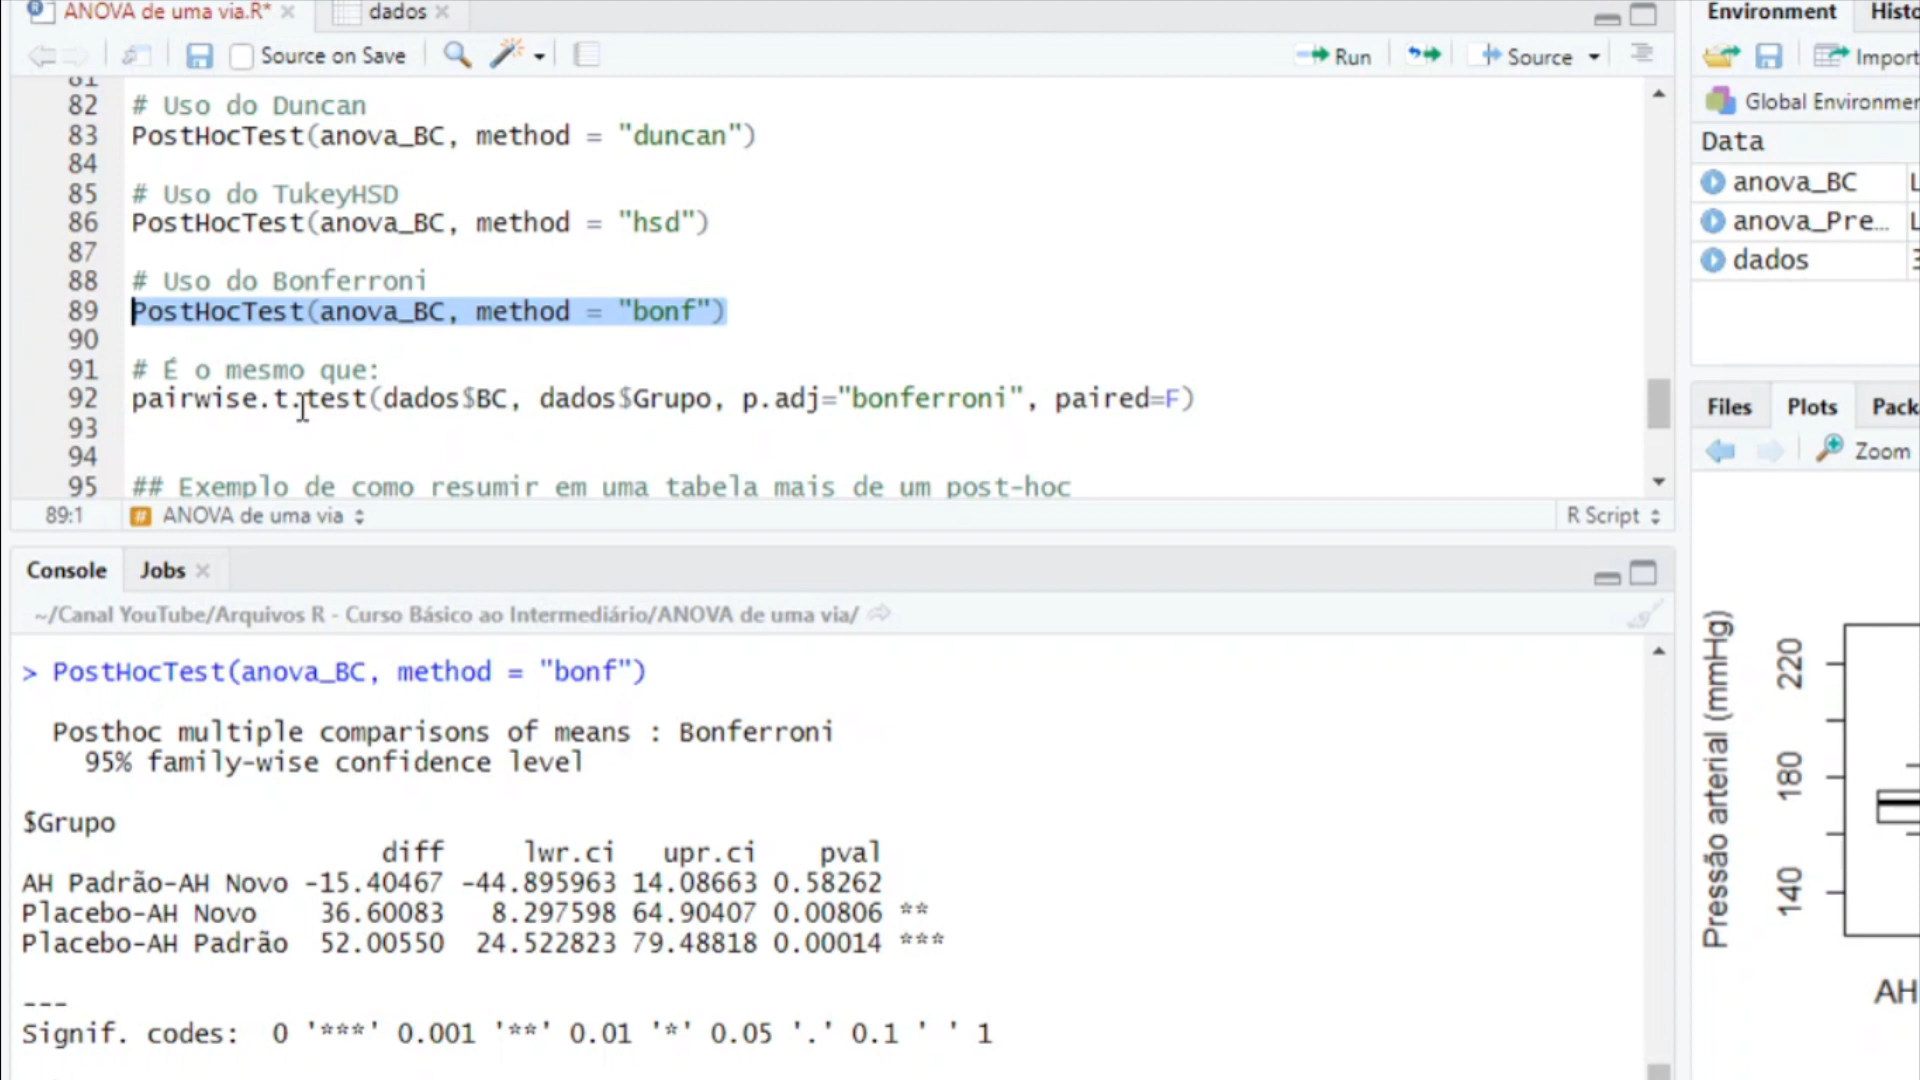 ANOVA de uma via.R*
dados
Source on Save
Run
Source
82 # Uso do Duncan
83 PostHocTest(anova_BC, method = "duncan")
84
85 # Uso do TukeyHSD
86 PostHocTest(anova_BC, method = "hsd")
87
88 # Uso do Bonferroni
89 PostHocTest(anova_BC, method = "bonf")
90
91 # É o mesmo que:
92 pairwise.t.test(dados$BC, dados$Grupo, p.adj="bonferroni", paired=F)
93
94
95 ## Exemplo de como resumir em uma tabela mais de um post-hoc
89:1 # ANOVA de uma via R Script
Console Jobs
~/Canal YouTube/Arquivos R - Curso Básico ao Intermediário/ANOVA de uma via/
> PostHocTest(anova_BC, method = "bonf")
Posthoc multiple comparisons of means : Bonferroni
95% family-wise confidence level
$Grupo
diff lwr.ci upr.ci pval
AH Padrão-AH Novo -15.40467 -44.895963 14.08663 0.58262
Placebo-AH Novo 36.60083 8.297598 64.90407 0.00806 **
Placebo-AH Padrão 52.00550 24.522823 79.48818 0.00014 ***
---
Signif. codes: 0 '***' 0.001 '**' 0.01 '*' 0.05 '.' 0.1 ' ' 1
Environment Histo
Import
Global Environmer
Data
anova_BC
anova_Pre…
dados
Files Plots Pack
Zoom
Pressão arterial (mmHg)
220
180
140
AH